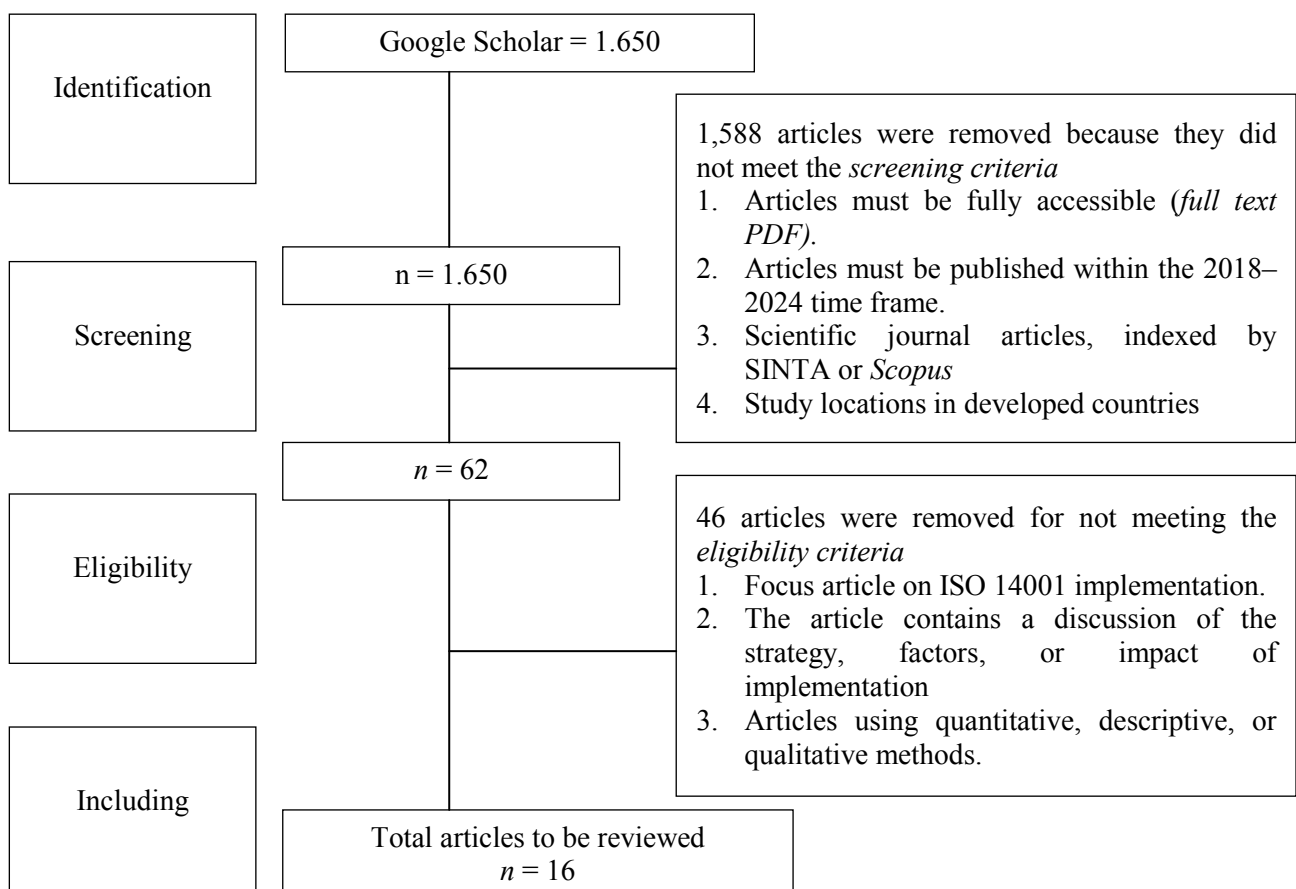 Identification
Google Scholar = 1.650
1,588 articles were removed because they did
not meet the screening criteria
1. Articles must be fully accessible (full text
PDF).
2. Articles must be published within the 2018–
2024 time frame.
3. Scientific journal articles, indexed by
SINTA or Scopus
4. Study locations in developed countries
Screening
n = 1.650
n = 62
Eligibility
46 articles were removed for not meeting the
eligibility criteria
1. Focus article on ISO 14001 implementation.
2. The article contains a discussion of the
strategy, factors, or impact of
implementation
3. Articles using quantitative, descriptive, or
qualitative methods.
Including
Total articles to be reviewed
n = 16